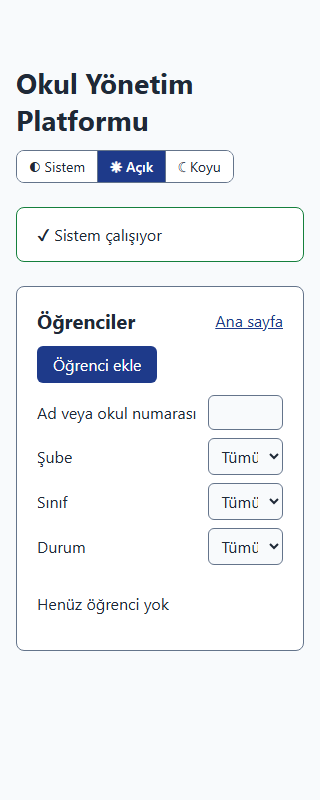 Okul Yönetim
Platformu
Sistem
Açık
Koyu
✓ Sistem çalışıyor
Öğrenciler
Ana sayfa
Öğrenci ekle
Ad veya okul numarası
Şube
Tümü
Sınıf
Tümü
Durum
Tümü
Henüz öğrenci yok